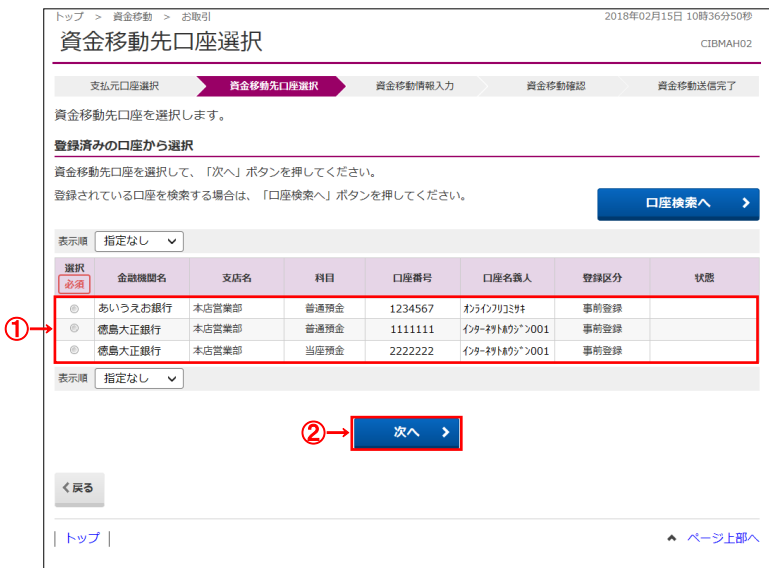 トップ > 資金移動 > お取引 2018年02月15日 10時36分50秒
資金移動先口座選択 CIBMAH02
支払元口座選択 資金移動先口座選択 資金移動情報入力 資金移動確認 資金移動送信完了
資金移動先口座を選択します。
登録済みの口座から選択
資金移動先口座を選択して、「次へ」ボタンを押してください。
登録されている口座を検索する場合は、「口座検索へ」ボタンを押してください。
口座検索へ
表示順 指定なし
選択 必須 金融機関名 支店名 科目 口座番号 口座名義人 登録区分 状態
① あいうえお銀行 本店営業部 普通預金 1234567 ｵﾝﾗｲﾝﾌﾘｺﾐｻｷ 事前登録
徳島大正銀行 本店営業部 普通預金 1111111 ｲﾝﾀｰﾈﾂﾄﾎｳｼﾞﾝ001 事前登録
徳島大正銀行 本店営業部 当座預金 2222222 ｲﾝﾀｰﾈﾂﾄﾎｳｼﾞﾝ001 事前登録
表示順 指定なし
② 次へ
戻る
トップ ページ上部へ